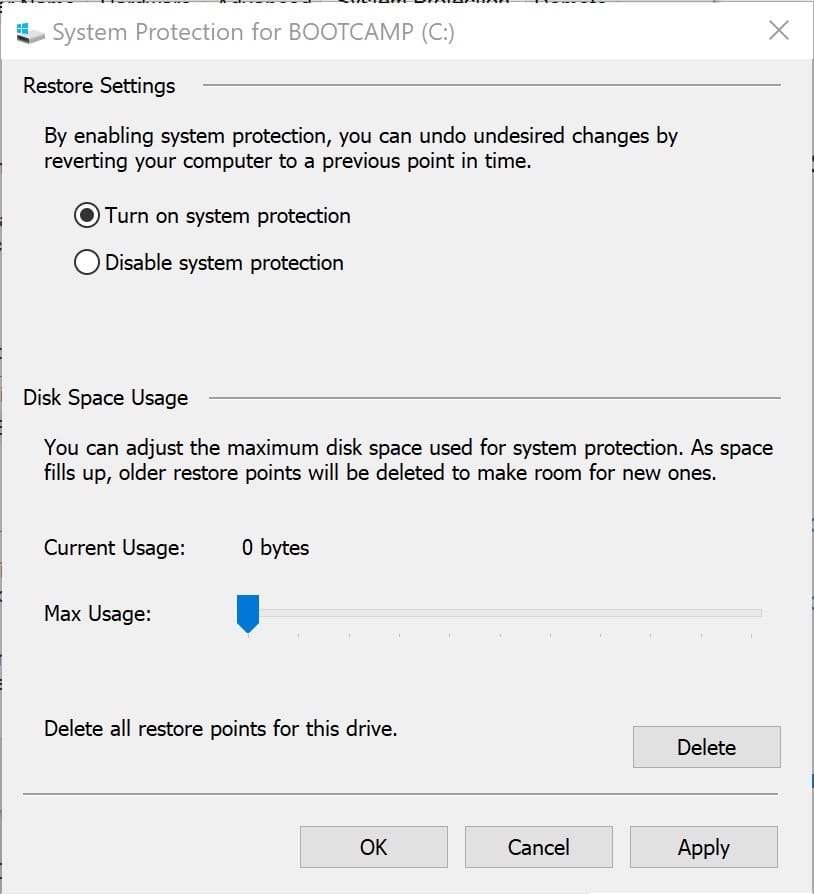 System Protection for BOOTCAMP (C:)
Restore Settings
By enabling system protection, you can undo undesired changes by
reverting your computer to a previous point in time.
Turn on system protection
Disable system protection
Disk Space Usage
You can adjust the maximum disk space used for system protection. As space
fills up, older restore points will be deleted to make room for new ones.
Current Usage: 0 bytes
Max Usage:
Delete all restore points for this drive.
Delete
OK Cancel Apply